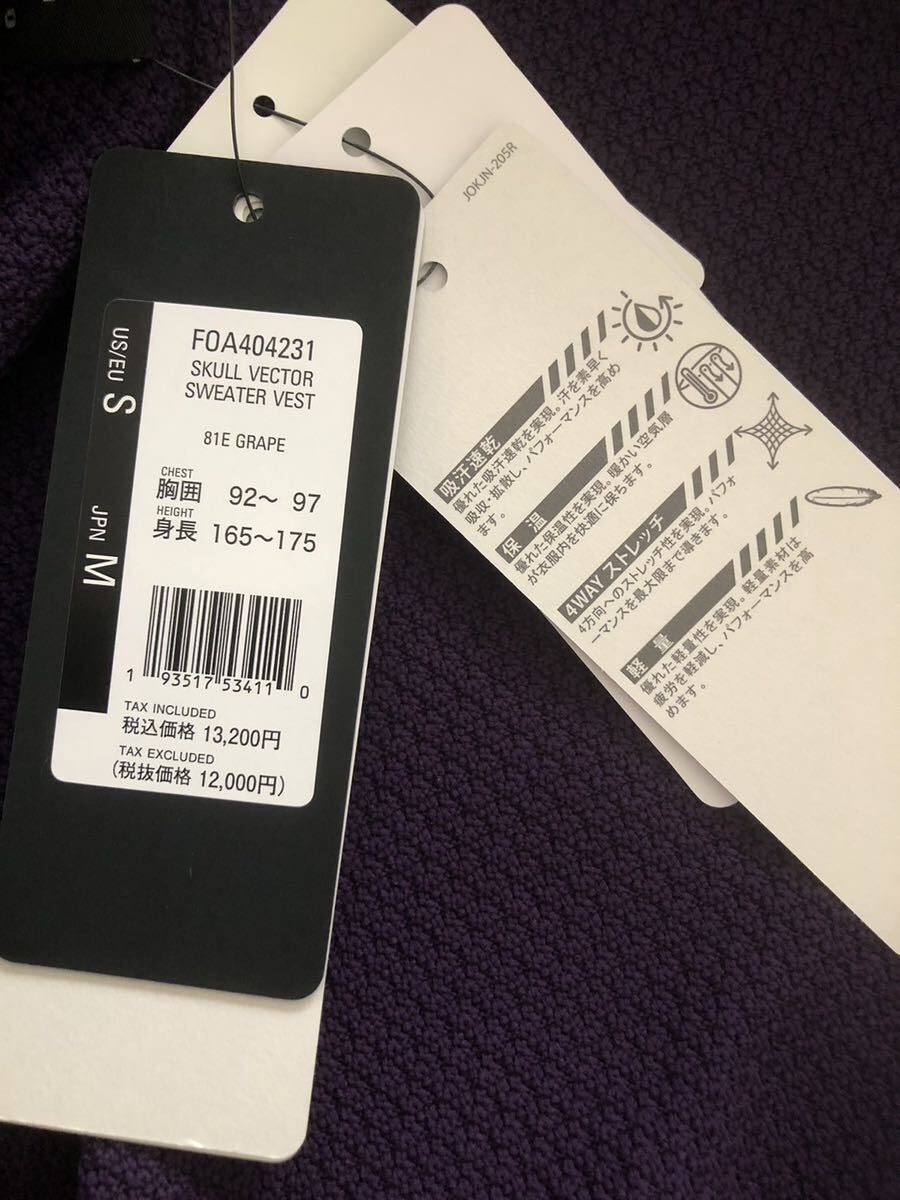 US/EU S
JPN M
FOA404231
SKULL VECTOR
SWEATER VEST
81E GRAPE
CHEST
胸囲 92〜 97
HEIGHT
身長 165〜175
1 93517 53411 0
TAX INCLUDED
税込価格 13,200円
TAX EXCLUDED
(税抜価格 12,000円)
JOKJN-205R
吸汗速乾
優れた吸汗速乾を実現。汗を素早く
吸収・拡散し、パフォーマンスを高め
ます。
保温
優れた保温性を実現。暖かい空気層
が衣服内を快適に保ちます。
4WAY ストレッチ
4方向へのストレッチ性を実現。パフォ
ーマンスを最大限まで導きます。
軽量
優れた軽量性を実現。軽量素材は
疲労を軽減し、パフォーマンスを高
めます。